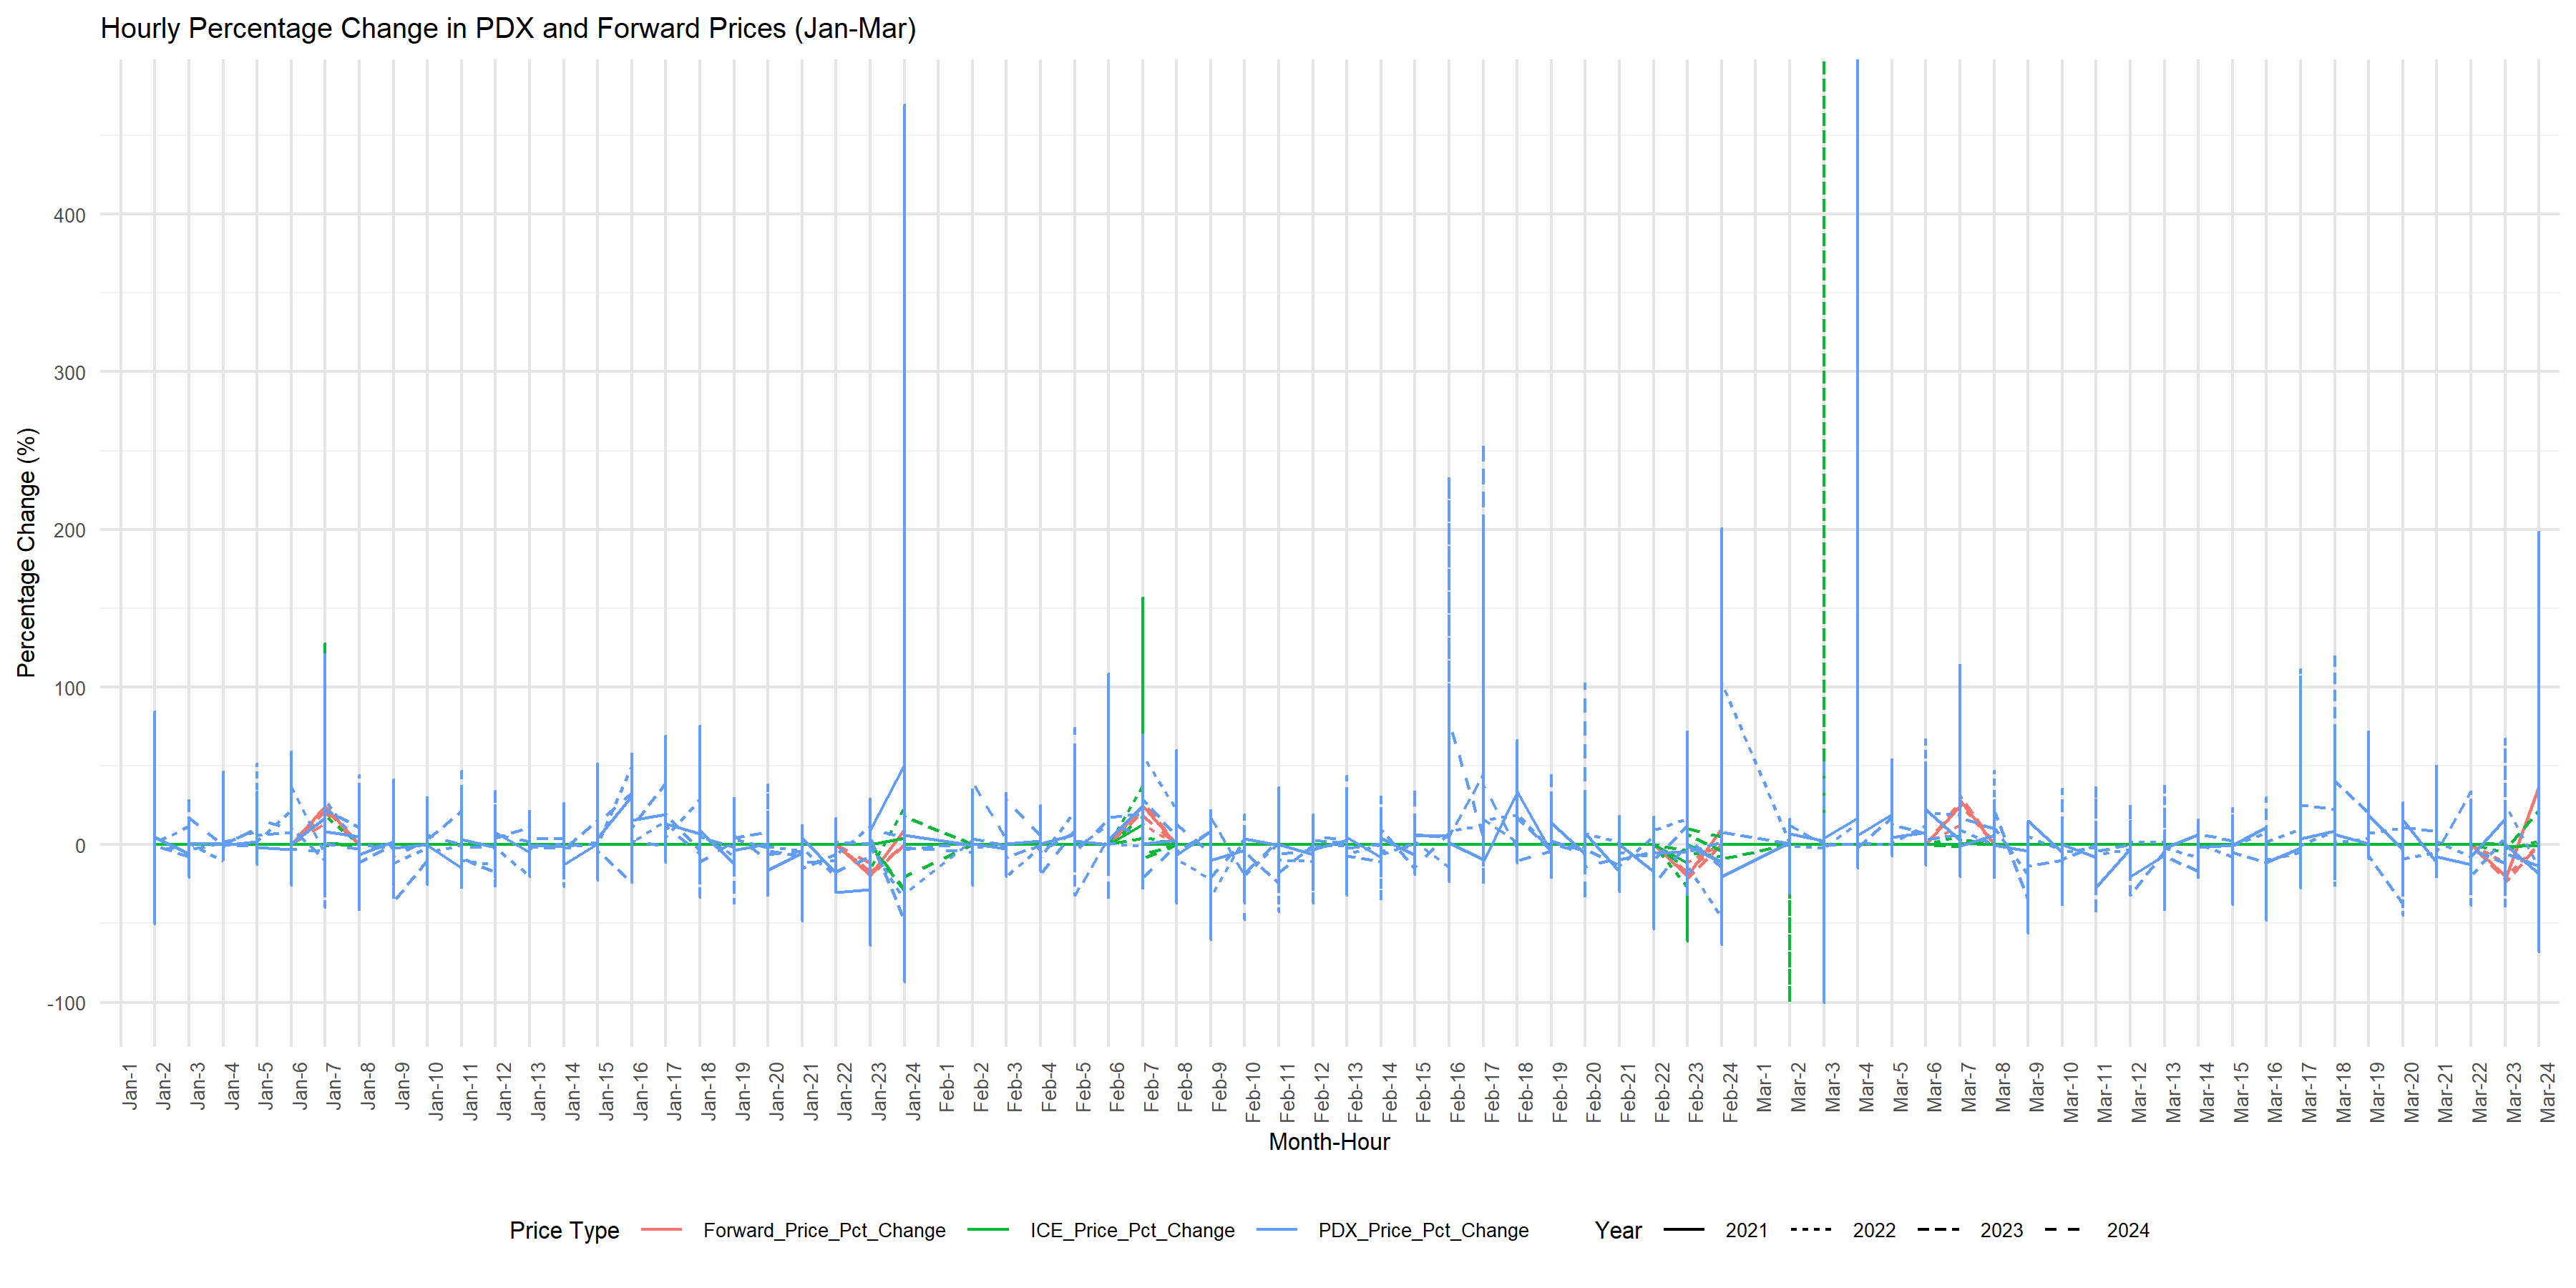 Hourly Percentage Change in PDX and Forward Prices (Jan-Mar)
Percentage Change (%)
400
300
200
100
0
-100
Jan-1
Jan-2
Jan-3
Jan-4
Jan-5
Jan-6
Jan-7
Jan-8
Jan-9
Jan-10
Jan-11
Jan-12
Jan-13
Jan-14
Jan-15
Jan-16
Jan-17
Jan-18
Jan-19
Jan-20
Jan-21
Jan-22
Jan-23
Jan-24
Feb-1
Feb-2
Feb-3
Feb-4
Feb-5
Feb-6
Feb-7
Feb-8
Feb-9
Feb-10
Feb-11
Feb-12
Feb-13
Feb-14
Feb-15
Feb-16
Feb-17
Feb-18
Feb-19
Feb-20
Feb-21
Feb-22
Feb-23
Feb-24
Mar-1
Mar-2
Mar-3
Mar-4
Mar-5
Mar-6
Mar-7
Mar-8
Mar-9
Mar-10
Mar-11
Mar-12
Mar-13
Mar-14
Mar-15
Mar-16
Mar-17
Mar-18
Mar-19
Mar-20
Mar-21
Mar-22
Mar-23
Mar-24
Month-Hour
Price Type Forward_Price_Pct_Change ICE_Price_Pct_Change PDX_Price_Pct_Change Year 2021 2022 2023 2024